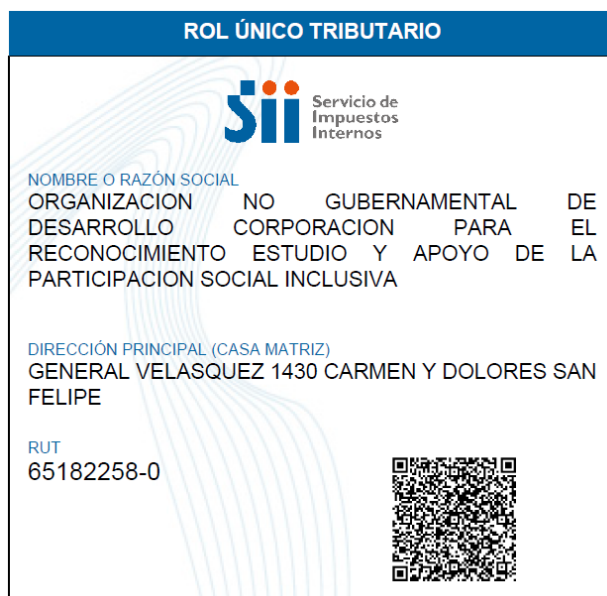 ROL ÚNICO TRIBUTARIO
Sii Servicio de
Impuestos
Internos
NOMBRE O RAZÓN SOCIAL
ORGANIZACION NO GUBERNAMENTAL DE
DESARROLLO CORPORACION PARA EL
RECONOCIMIENTO ESTUDIO Y APOYO DE LA
PARTICIPACION SOCIAL INCLUSIVA
DIRECCIÓN PRINCIPAL (CASA MATRIZ)
GENERAL VELASQUEZ 1430 CARMEN Y DOLORES SAN
FELIPE
RUT
65182258-0